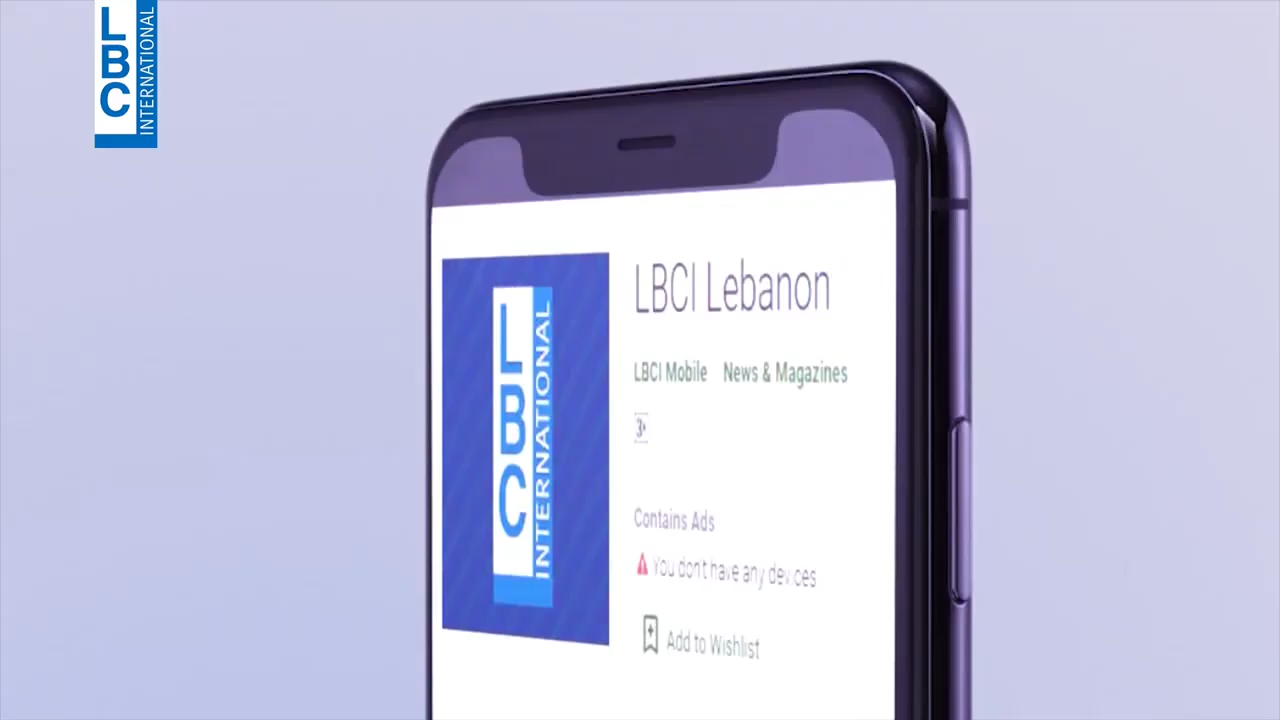 LBC
INTERNATIONAL
LBC
INTERNATIONAL
LBCI Lebanon
LBCI Mobile News & Magazines
3+
Contains Ads
You don't have any devices
Add to Wishlist